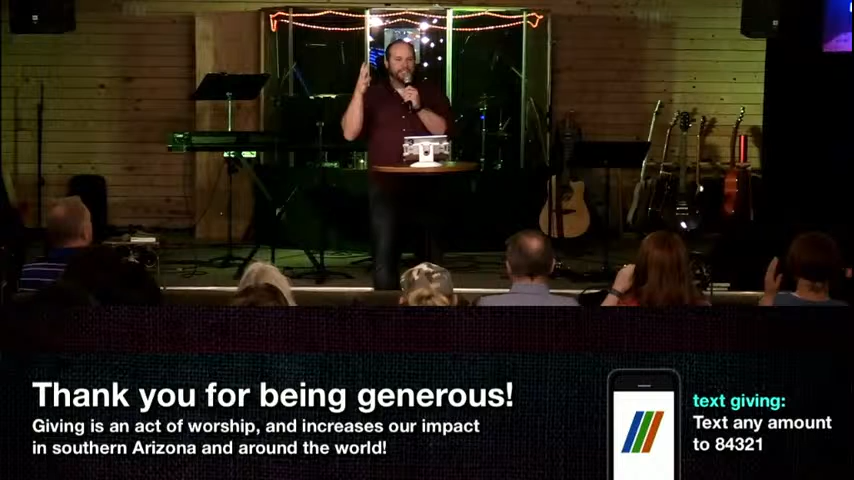 Thank you for being generous!
Giving is an act of worship, and increases our impact
in southern Arizona and around the world!
text giving:
Text any amount
to 84321